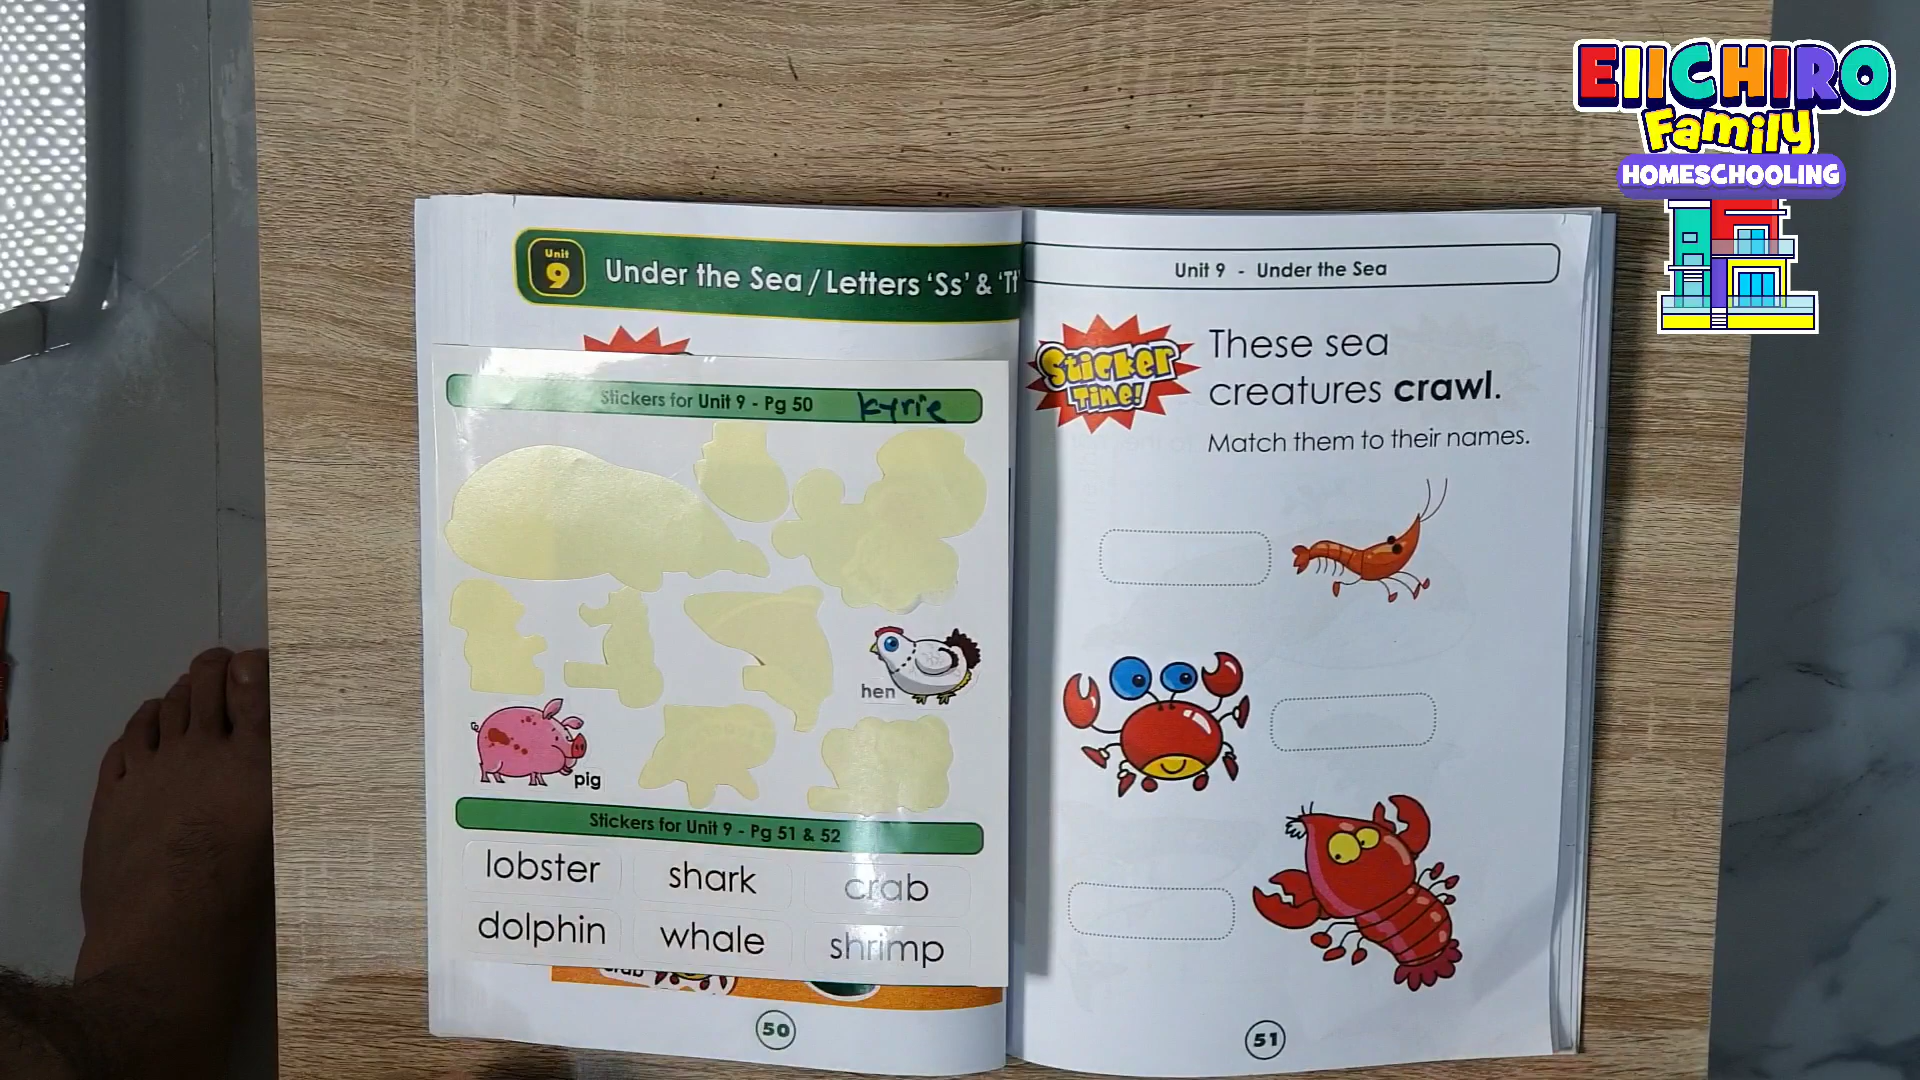 EIICHIRO
Family
HOMESCHOOLING
Unit
9
Under the Sea / Letters ‘Ss’ & ‘Tt’
Stickers for Unit 9 - Pg 50 kyrie
hen
pig
Stickers for Unit 9 - Pg 51 & 52
lobster shark crab
dolphin whale shrimp
crab
50
Unit 9 - Under the Sea
Sticker
Time!
These sea
creatures crawl.
Match them to their names.
51